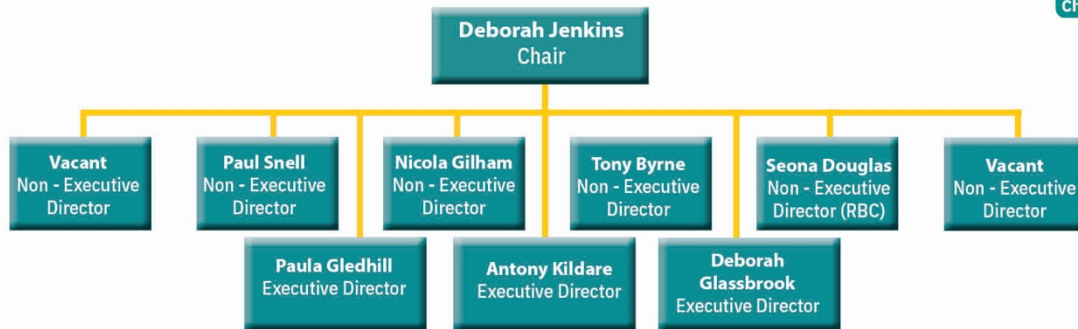 Ch
Deborah Jenkins
Chair
Vacant
Non - Executive
Director
Paul Snell
Non - Executive
Director
Nicola Gilham
Non - Executive
Director
Tony Byrne
Non - Executive
Director
Seona Douglas
Non - Executive
Director (RBC)
Vacant
Non - Executive
Director
Paula Gledhill
Executive Director
Antony Kildare
Executive Director
Deborah
Glassbrook
Executive Director